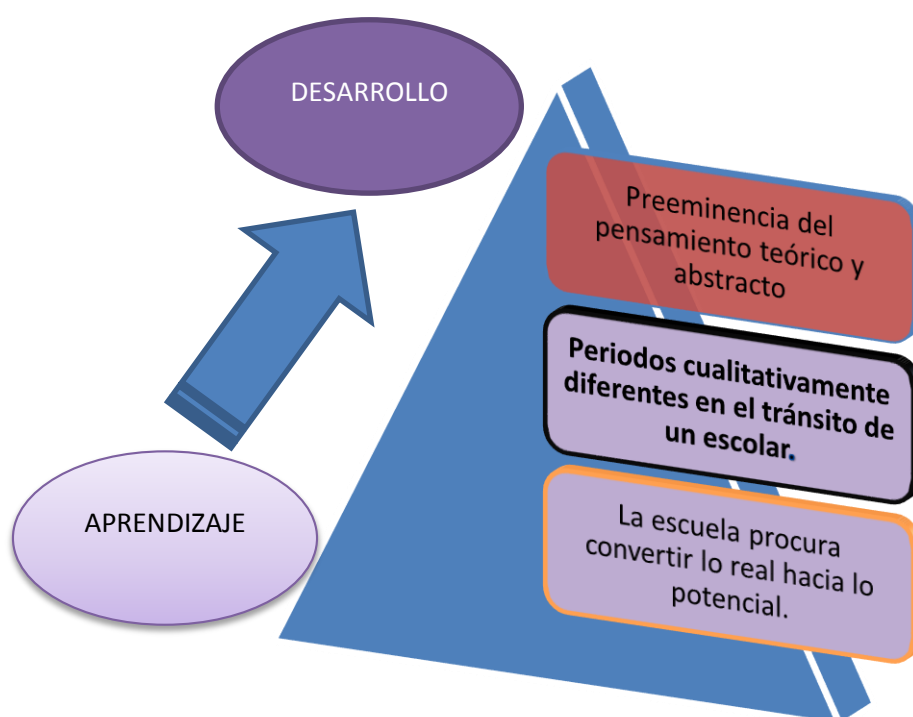 DESARROLLO
Preeminencia del
pensamiento teórico y
abstracto
Periodos cualitativamente
diferentes en el tránsito de
un escolar.
APRENDIZAJE
La escuela procura
convertir lo real hacia lo
potencial.